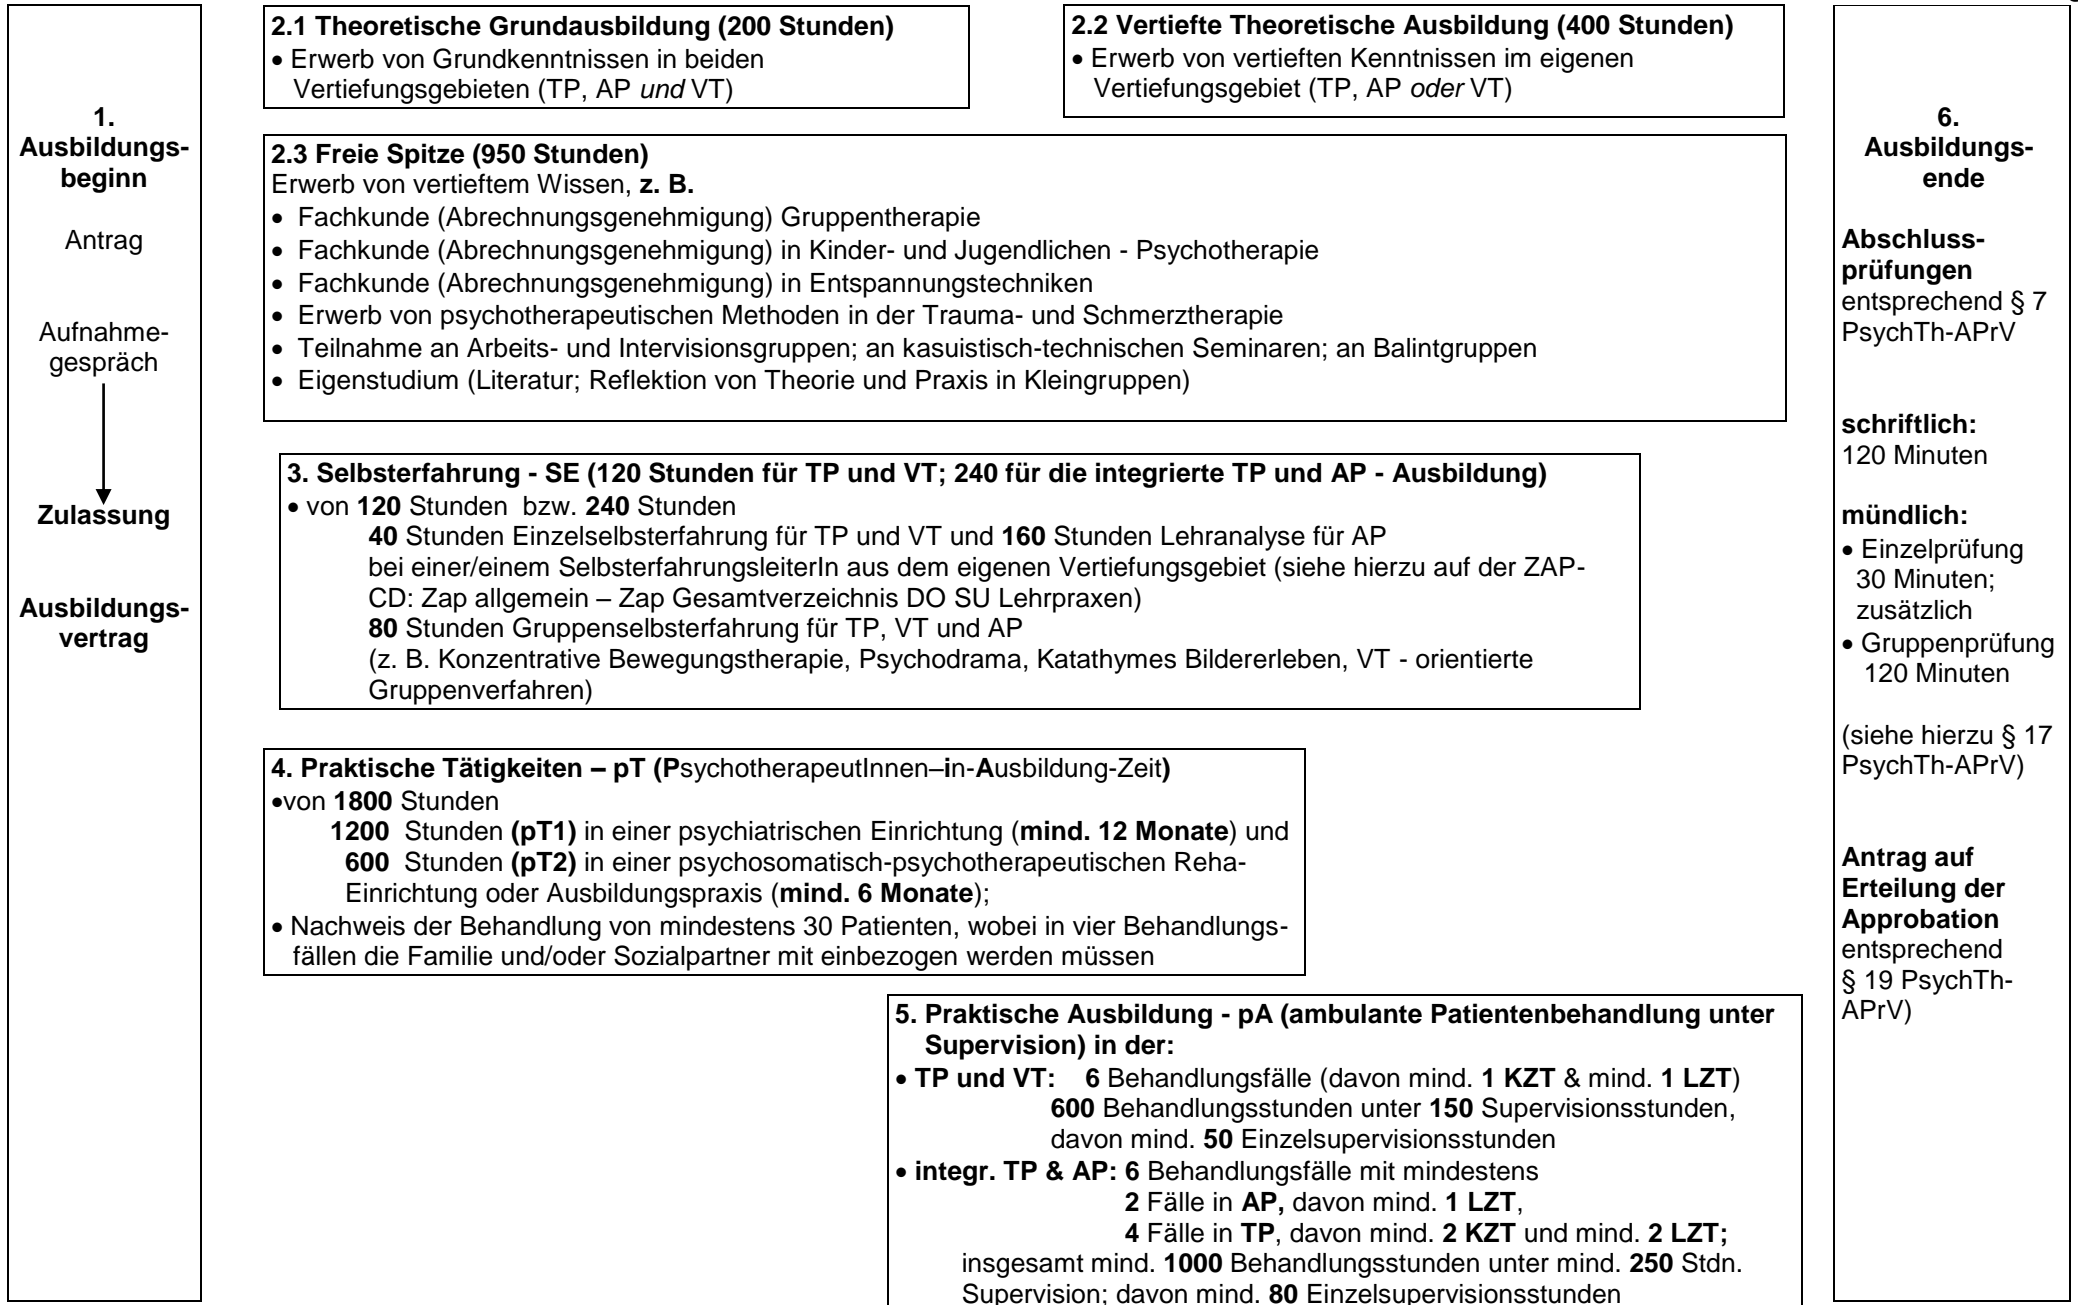 1.
Ausbildungs-
beginn
Antrag
Aufnahme-
gespräch
Zulassung
Ausbildungs-
vertrag
2.1 Theoretische Grundausbildung (200 Stunden)
• Erwerb von Grundkenntnissen in beiden
Vertiefungsgebieten (TP, AP und VT)
2.2 Vertiefte Theoretische Ausbildung (400 Stunden)
• Erwerb von vertieften Kenntnissen im eigenen
Vertiefungsgebiet (TP, AP oder VT)
2.3 Freie Spitze (950 Stunden)
Erwerb von vertieftem Wissen, z. B.
• Fachkunde (Abrechnungsgenehmigung) Gruppentherapie
• Fachkunde (Abrechnungsgenehmigung) in Kinder- und Jugendlichen - Psychotherapie
• Fachkunde (Abrechnungsgenehmigung) in Entspannungstechniken
• Erwerb von psychotherapeutischen Methoden in der Trauma- und Schmerztherapie
• Teilnahme an Arbeits- und Intervisionsgruppen; an kasuistisch-technischen Seminaren; an Balintgruppen
• Eigenstudium (Literatur; Reflektion von Theorie und Praxis in Kleingruppen)
3. Selbsterfahrung - SE (120 Stunden für TP und VT; 240 für die integrierte TP und AP - Ausbildung)
• von 120 Stunden bzw. 240 Stunden
40 Stunden Einzelselbsterfahrung für TP und VT und 160 Stunden Lehranalyse für AP
bei einer/einem SelbsterfahrungsleiterIn aus dem eigenen Vertiefungsgebiet (siehe hierzu auf der ZAP-
CD: Zap allgemein – Zap Gesamtverzeichnis DO SU Lehrpraxen)
80 Stunden Gruppenselbsterfahrung für TP, VT und AP
(z. B. Konzentrative Bewegungstherapie, Psychodrama, Katathymes Bildererleben, VT - orientierte
Gruppenverfahren)
4. Praktische Tätigkeiten – pT (PsychotherapeutInnen–in-Ausbildung-Zeit)
•von 1800 Stunden
1200 Stunden (pT1) in einer psychiatrischen Einrichtung (mind. 12 Monate) und
600 Stunden (pT2) in einer psychosomatisch-psychotherapeutischen Reha-
Einrichtung oder Ausbildungspraxis (mind. 6 Monate);
• Nachweis der Behandlung von mindestens 30 Patienten, wobei in vier Behandlungs-
fällen die Familie und/oder Sozialpartner mit einbezogen werden müssen
5. Praktische Ausbildung - pA (ambulante Patientenbehandlung unter
Supervision) in der:
• TP und VT: 6 Behandlungsfälle (davon mind. 1 KZT & mind. 1 LZT)
600 Behandlungsstunden unter 150 Supervisionsstunden,
davon mind. 50 Einzelsupervisionsstunden
• integr. TP & AP: 6 Behandlungsfälle mit mindestens
2 Fälle in AP, davon mind. 1 LZT,
4 Fälle in TP, davon mind. 2 KZT und mind. 2 LZT;
insgesamt mind. 1000 Behandlungsstunden unter mind. 250 Stdn.
Supervision; davon mind. 80 Einzelsupervisionsstunden
6.
Ausbildungs-
ende
Abschluss-
prüfungen
entsprechend § 7
PsychTh-APrV
schriftlich:
120 Minuten
mündlich:
• Einzelprüfung
30 Minuten;
zusätzlich
• Gruppenprüfung
120 Minuten
(siehe hierzu § 17
PsychTh-APrV)
Antrag auf
Erteilung der
Approbation
entsprechend
§ 19 PsychTh-
APrV)